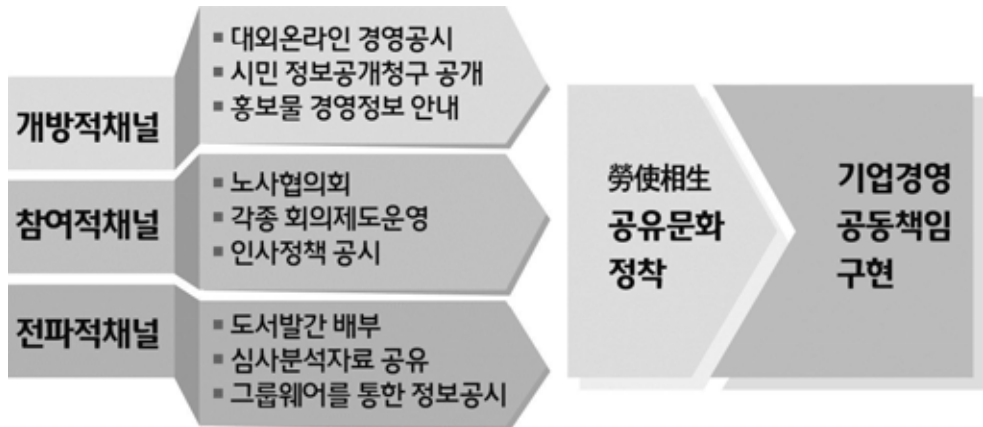 개방적채널
▪ 대외온라인 경영공시
▪ 시민 정보공개청구 공개
▪ 홍보물 경영정보 안내
참여적채널
▪ 노사협의회
▪ 각종 회의제도운영
▪ 인사정책 공시
전파적채널
▪ 도서발간 배부
▪ 심사분석자료 공유
▪ 그룹웨어를 통한 정보공시
勞使相生
공유문화
정착
기업경영
공동책임
구현